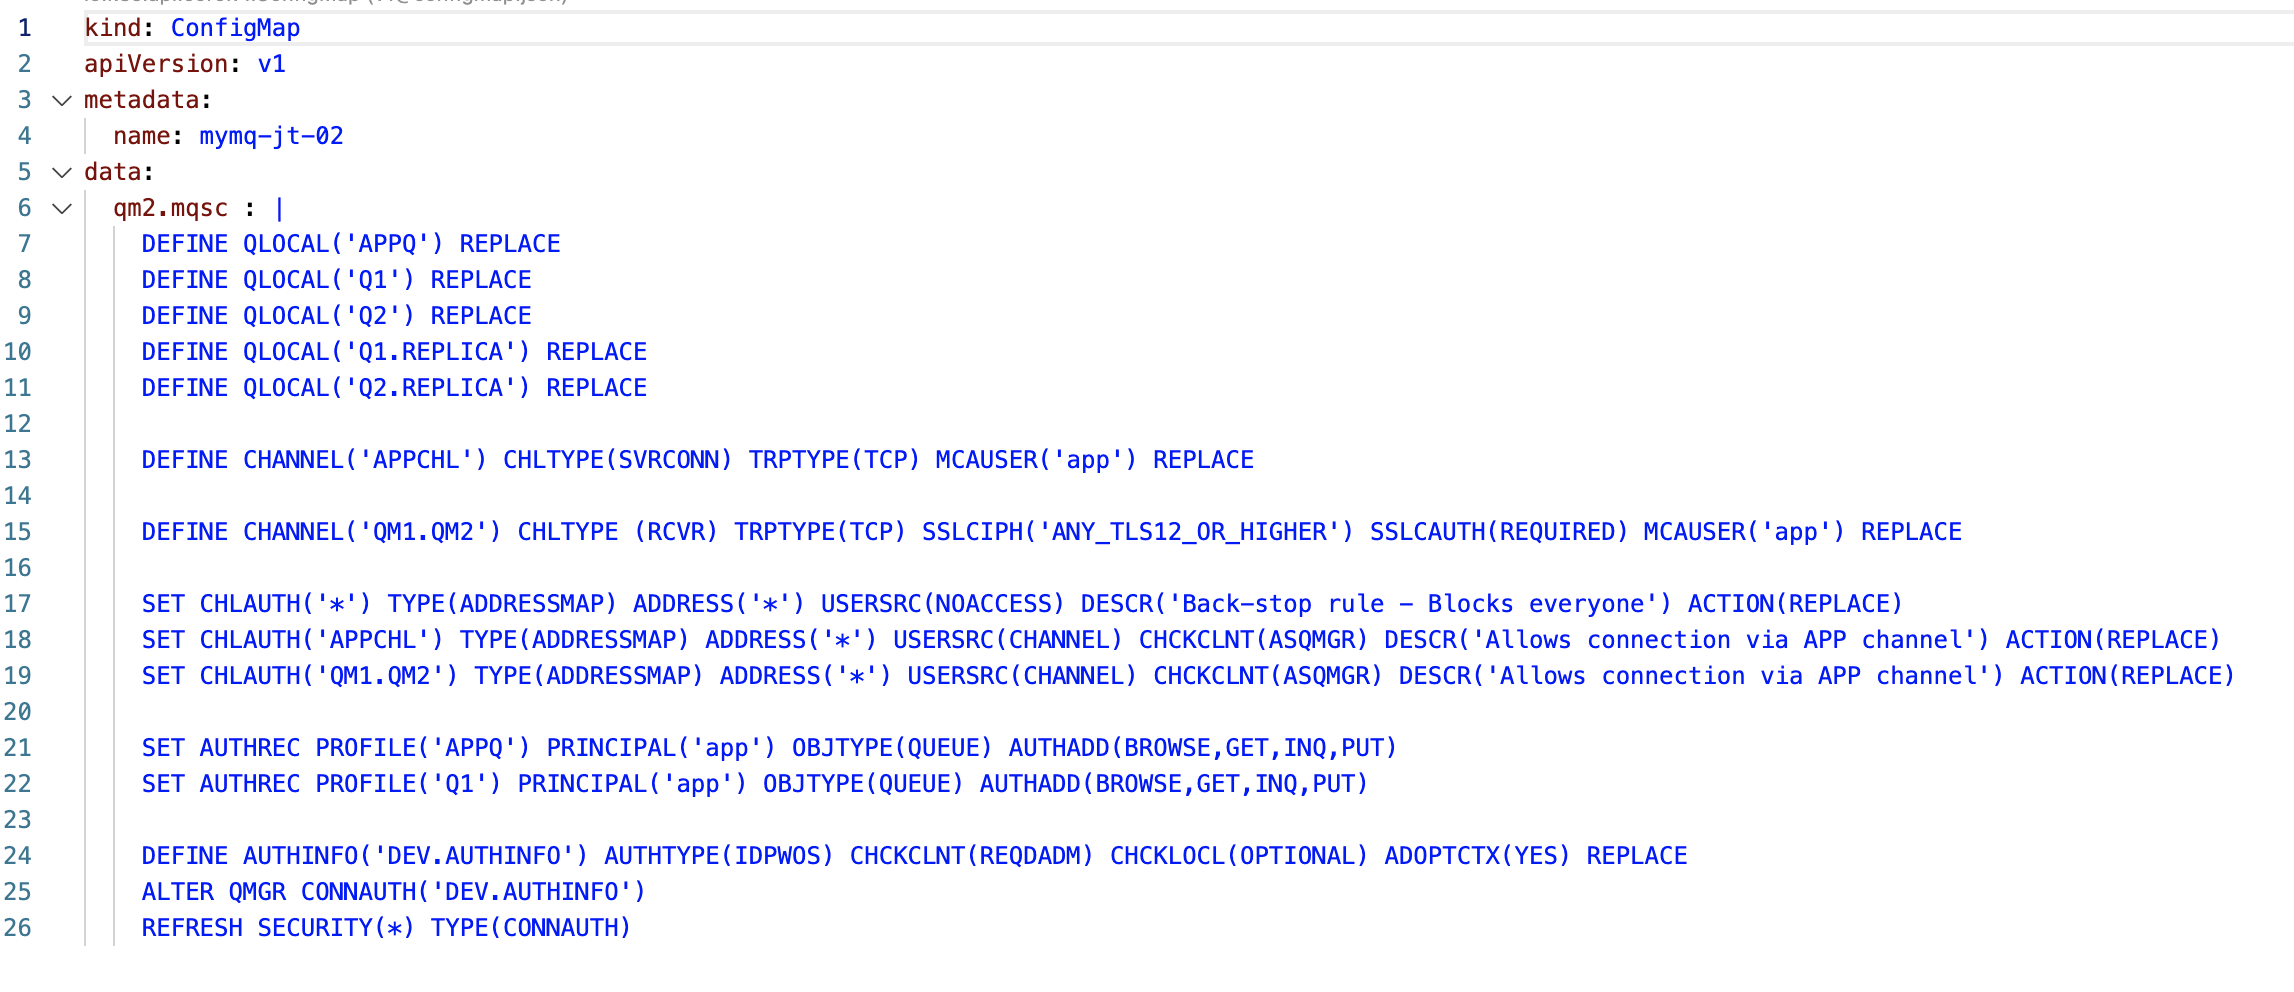 1 kind: ConfigMap
2 apiVersion: v1
3 metadata:
4 name: mymq-jt-02
5 data:
6 qm2.mqsc : |
7 DEFINE QLOCAL('APPQ') REPLACE
8 DEFINE QLOCAL('Q1') REPLACE
9 DEFINE QLOCAL('Q2') REPLACE
10 DEFINE QLOCAL('Q1.REPLICA') REPLACE
11 DEFINE QLOCAL('Q2.REPLICA') REPLACE
12
13 DEFINE CHANNEL('APPCHL') CHLTYPE(SVRCONN) TRPTYPE(TCP) MCAUSER('app') REPLACE
14
15 DEFINE CHANNEL('QM1.QM2') CHLTYPE (RCVR) TRPTYPE(TCP) SSLCIPH('ANY_TLS12_OR_HIGHER') SSLCAUTH(REQUIRED) MCAUSER('app') REPLACE
16
17 SET CHLAUTH('*') TYPE(ADDRESSMAP) ADDRESS('*') USERSRC(NOACCESS) DESCR('Back-stop rule – Blocks everyone') ACTION(REPLACE)
18 SET CHLAUTH('APPCHL') TYPE(ADDRESSMAP) ADDRESS('*') USERSRC(CHANNEL) CHCKCLNT(ASQMGR) DESCR('Allows connection via APP channel') ACTION(REPLACE)
19 SET CHLAUTH('QM1.QM2') TYPE(ADDRESSMAP) ADDRESS('*') USERSRC(CHANNEL) CHCKCLNT(ASQMGR) DESCR('Allows connection via APP channel') ACTION(REPLACE)
20
21 SET AUTHREC PROFILE('APPQ') PRINCIPAL('app') OBJTYPE(QUEUE) AUTHADD(BROWSE,GET,INQ,PUT)
22 SET AUTHREC PROFILE('Q1') PRINCIPAL('app') OBJTYPE(QUEUE) AUTHADD(BROWSE,GET,INQ,PUT)
23
24 DEFINE AUTHINFO('DEV.AUTHINFO') AUTHTYPE(IDPWOS) CHCKCLNT(REQDADM) CHCKLOCL(OPTIONAL) ADOPTCTX(YES) REPLACE
25 ALTER QMGR CONNAUTH('DEV.AUTHINFO')
26 REFRESH SECURITY(*) TYPE(CONNAUTH)